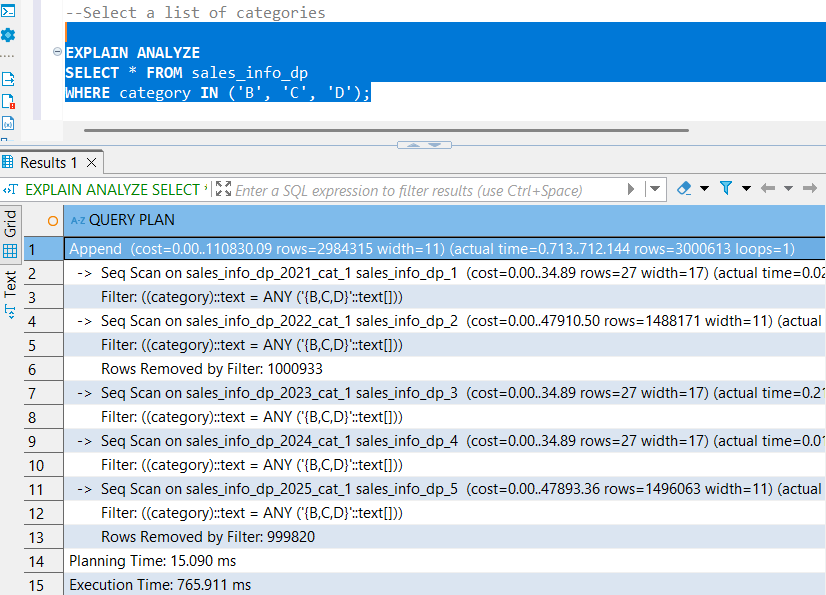 --Select a list of categories
EXPLAIN ANALYZE
SELECT * FROM sales_info_dp
WHERE category IN ('B', 'C', 'D');
Results 1
EXPLAIN ANALYZE SELECT * Enter a SQL expression to filter results (use Ctrl+Space)
Grid
Text
A-Z QUERY PLAN
1 Append (cost=0.00..110830.09 rows=2984315 width=11) (actual time=0.713..712.144 rows=3000613 loops=1)
2 -> Seq Scan on sales_info_dp_2021_cat_1 sales_info_dp_1 (cost=0.00..34.89 rows=27 width=17) (actual time=0.02
3 Filter: ((category)::text = ANY ('{B,C,D}'::text[]))
4 -> Seq Scan on sales_info_dp_2022_cat_1 sales_info_dp_2 (cost=0.00..47910.50 rows=1488171 width=11) (actual
5 Filter: ((category)::text = ANY ('{B,C,D}'::text[]))
6 Rows Removed by Filter: 1000933
7 -> Seq Scan on sales_info_dp_2023_cat_1 sales_info_dp_3 (cost=0.00..34.89 rows=27 width=17) (actual time=0.21
8 Filter: ((category)::text = ANY ('{B,C,D}'::text[]))
9 -> Seq Scan on sales_info_dp_2024_cat_1 sales_info_dp_4 (cost=0.00..34.89 rows=27 width=17) (actual time=0.01
10 Filter: ((category)::text = ANY ('{B,C,D}'::text[]))
11 -> Seq Scan on sales_info_dp_2025_cat_1 sales_info_dp_5 (cost=0.00..47893.36 rows=1496063 width=11) (actual
12 Filter: ((category)::text = ANY ('{B,C,D}'::text[]))
13 Rows Removed by Filter: 999820
14 Planning Time: 15.090 ms
15 Execution Time: 765.911 ms